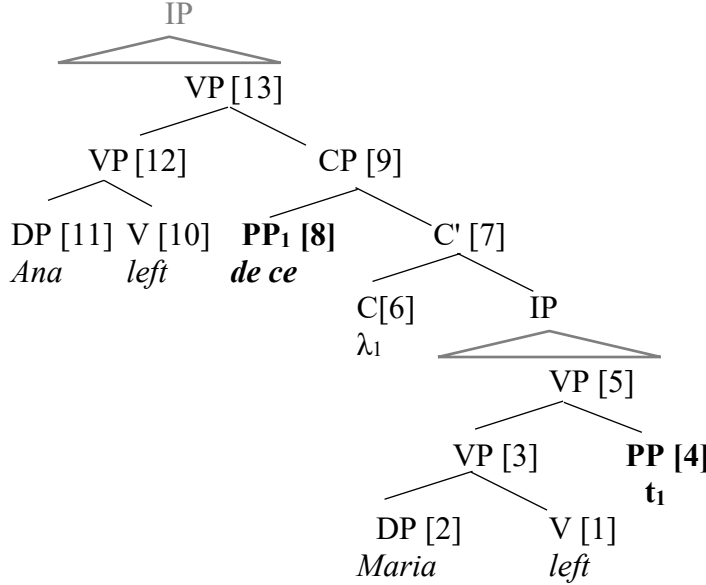 IP
VP [13]
VP [12] CP [9]
DP [11] V [10] PP₁ [8] C' [7]
Ana left de ce
C[6] IP
λ₁
VP [5]
VP [3] PP [4]
t₁
DP [2] V [1]
Maria left